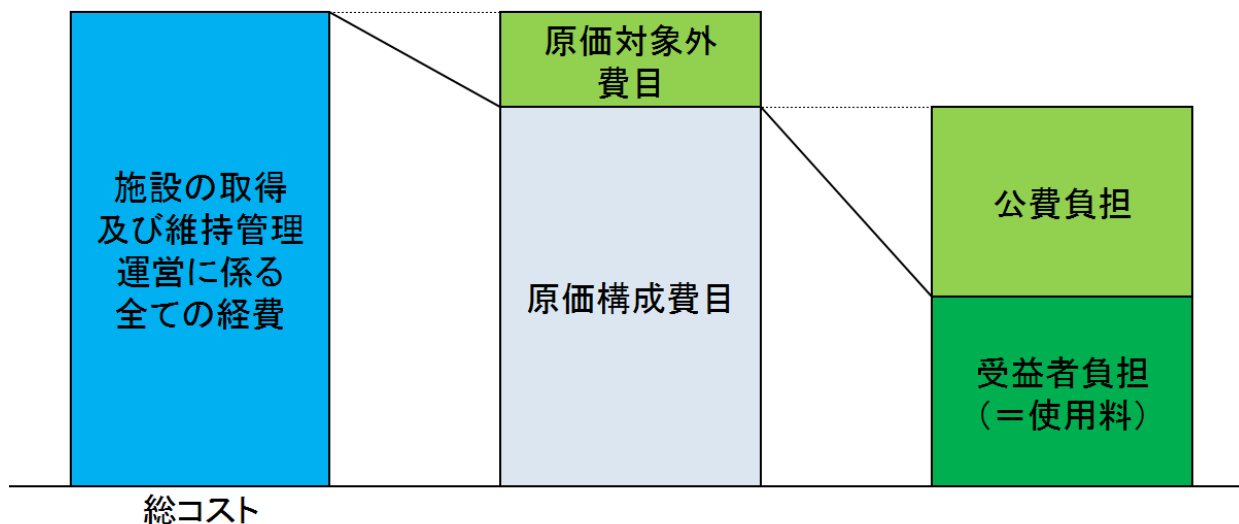 施設の取得
及び維持管理
運営に係る
全ての経費
総コスト
原価対象外
費目
原価構成費目
公費負担
受益者負担
（＝使用料）